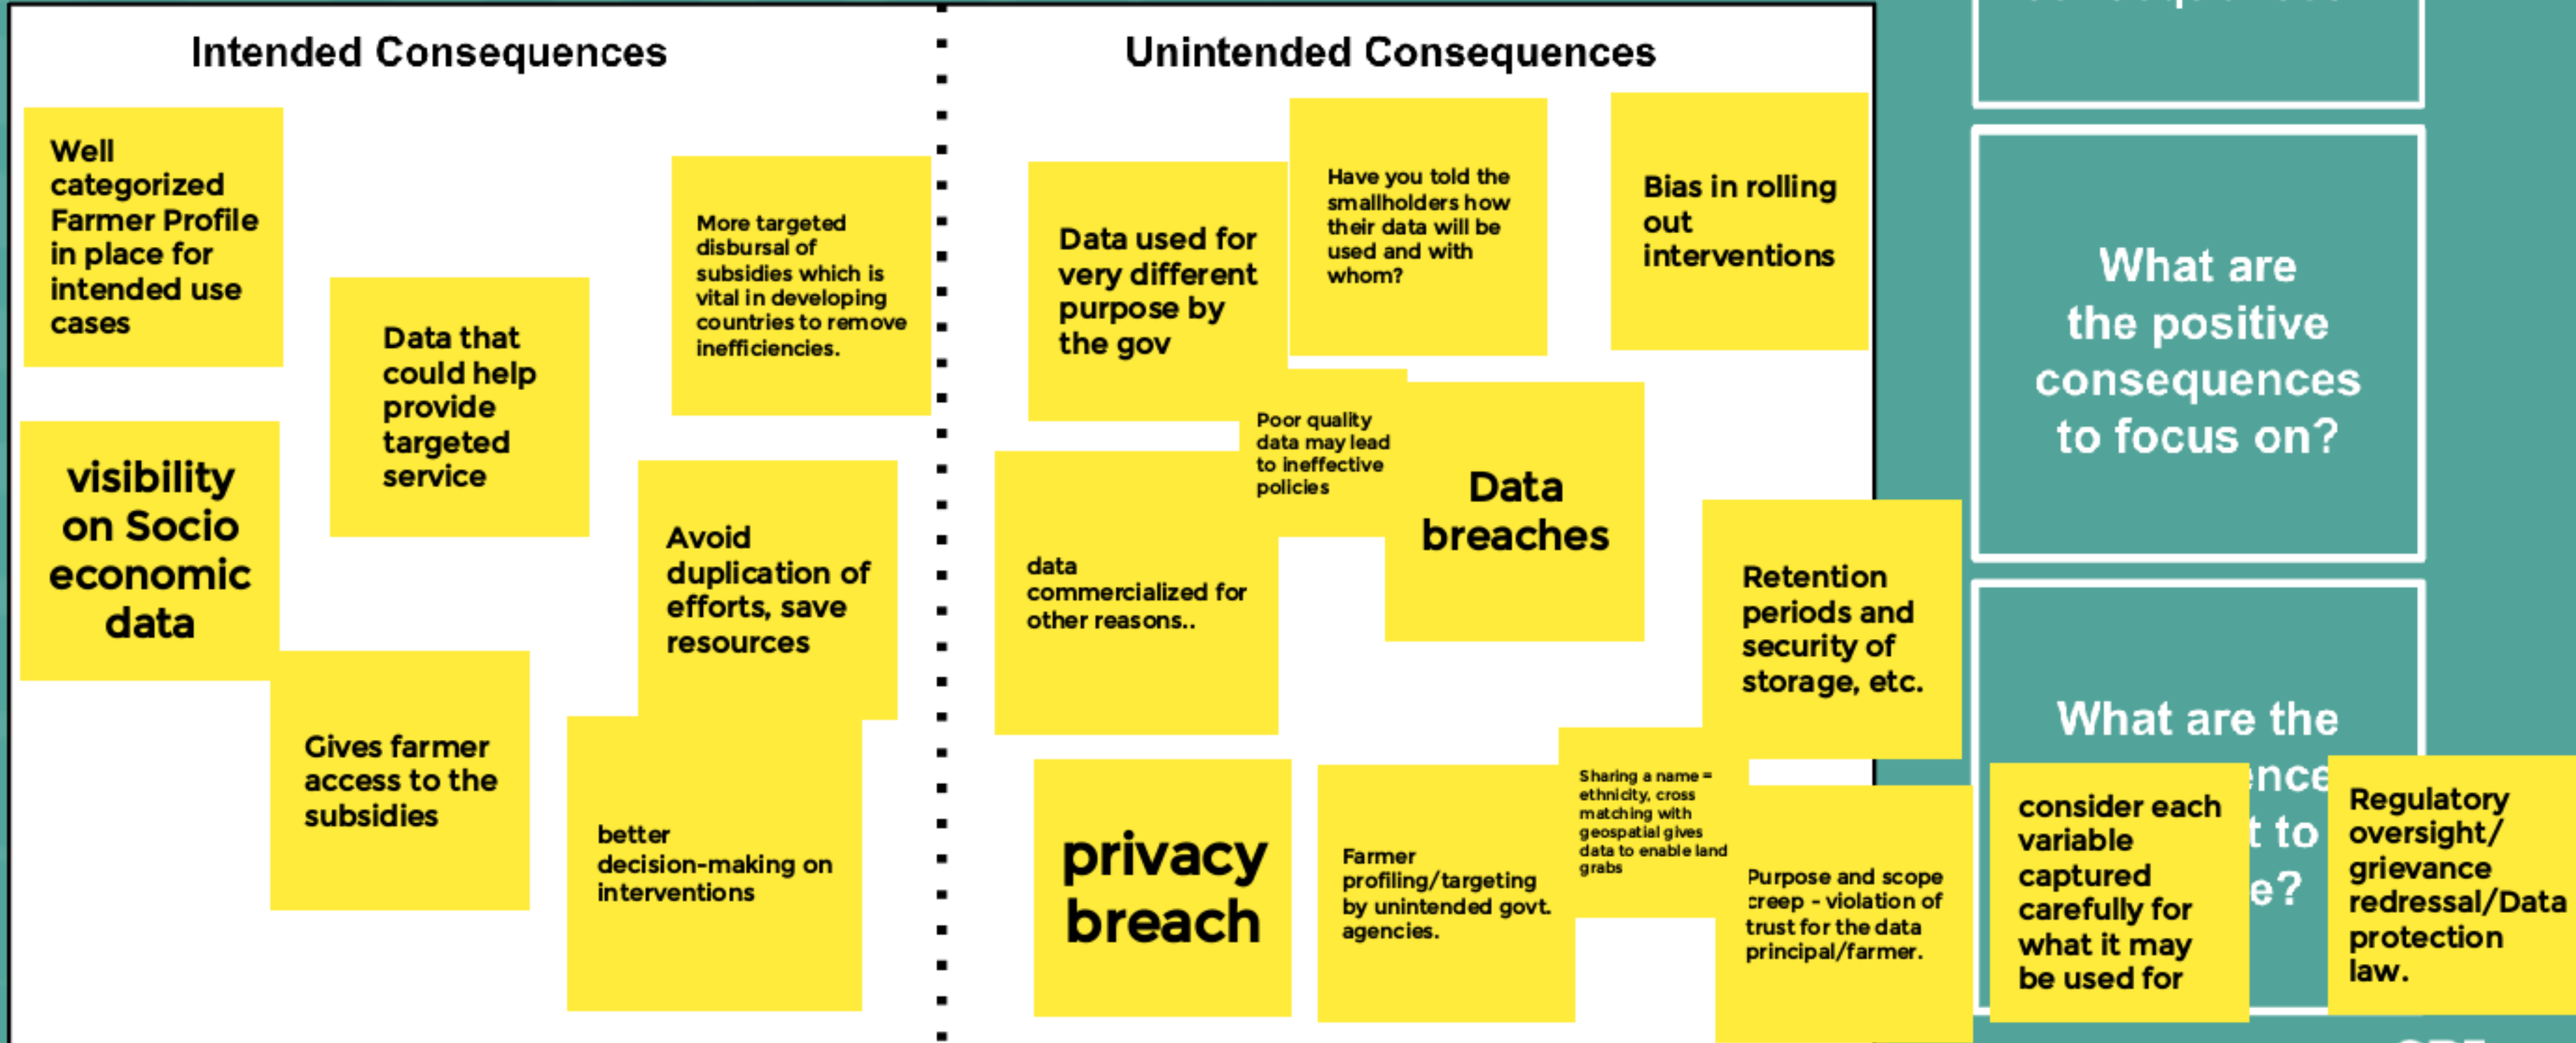 Intended Consequences
Well
categorized
Farmer Profile
in place for
intended use
cases
Data that
could help
provide
targeted
service
More targeted
disbursal of
subsidies which is
vital in developing
countries to remove
inefficiencies.
visibility
on Socio
economic
data
Avoid
duplication of
efforts, save
resources
Gives farmer
access to the
subsidies
better
decision-making on
interventions
Unintended Consequences
Data used for
very different
purpose by
the gov
Have you told the
smallholders how
their data will be
used and with
whom?
Bias in rolling
out
interventions
Poor quality
data may lead
to ineffective
policies
Data
breaches
data
commercialized for
other reasons..
Retention
periods and
security of
storage, etc.
privacy
breach
Farmer
profiling/targeting
by unintended govt.
agencies.
Sharing a name =
ethnicity, cross
matching with
geospatial gives
data to enable land
grabs
Purpose and scope
creep - violation of
trust for the data
principal/farmer.
What are
the positive
consequences
to focus on?
What are the
ence
t to
e?
consider each
variable
captured
carefully for
what it may
be used for
Regulatory
oversight/
grievance
redressal/Data
protection
law.